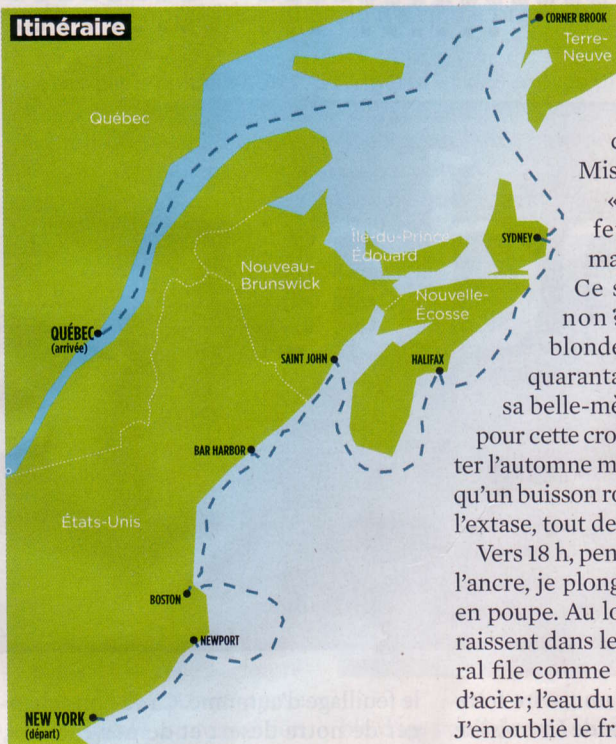 Itinéraire
CORNER BROOK
Terre-
Neuve
Québec
Île-du-Prince
Édouard
SYDNEY
Nouveau-
Brunswick
Nouvelle-
Écosse
QUÉBEC
(arrivée)
SAINT JOHN
HALIFAX
BAR HARBOR
États-Unis
BOSTON
NEWPORT
NEW YORK
(départ)
Mis
«
fe
ma
Ce s
non?
blonde
quaranta
sa belle-mè
pour cette cro
ter l'automne m
qu'un buisson ro
l'extase, tout de
Vers 18 h, pen
l'ancre, je plong
en poupe. Au lo
raissent dans le
ral file comme
d'acier; l'eau du
J'en oublie le fr